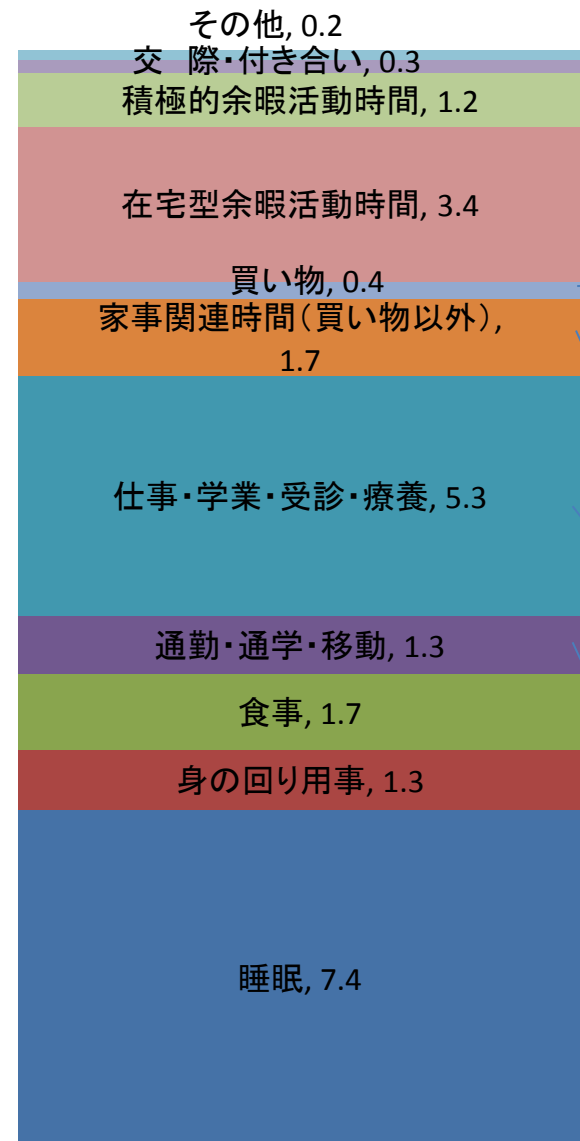 その他, 0.2
交　際・付き合い, 0.3
積極的余暇活動時間, 1.2
在宅型余暇活動時間, 3.4
買い物, 0.4
家事関連時間（買い物以外）,
1.7
仕事・学業・受診・療養, 5.3
通勤・通学・移動, 1.3
食事, 1.7
身の回り用事, 1.3
睡眠, 7.4